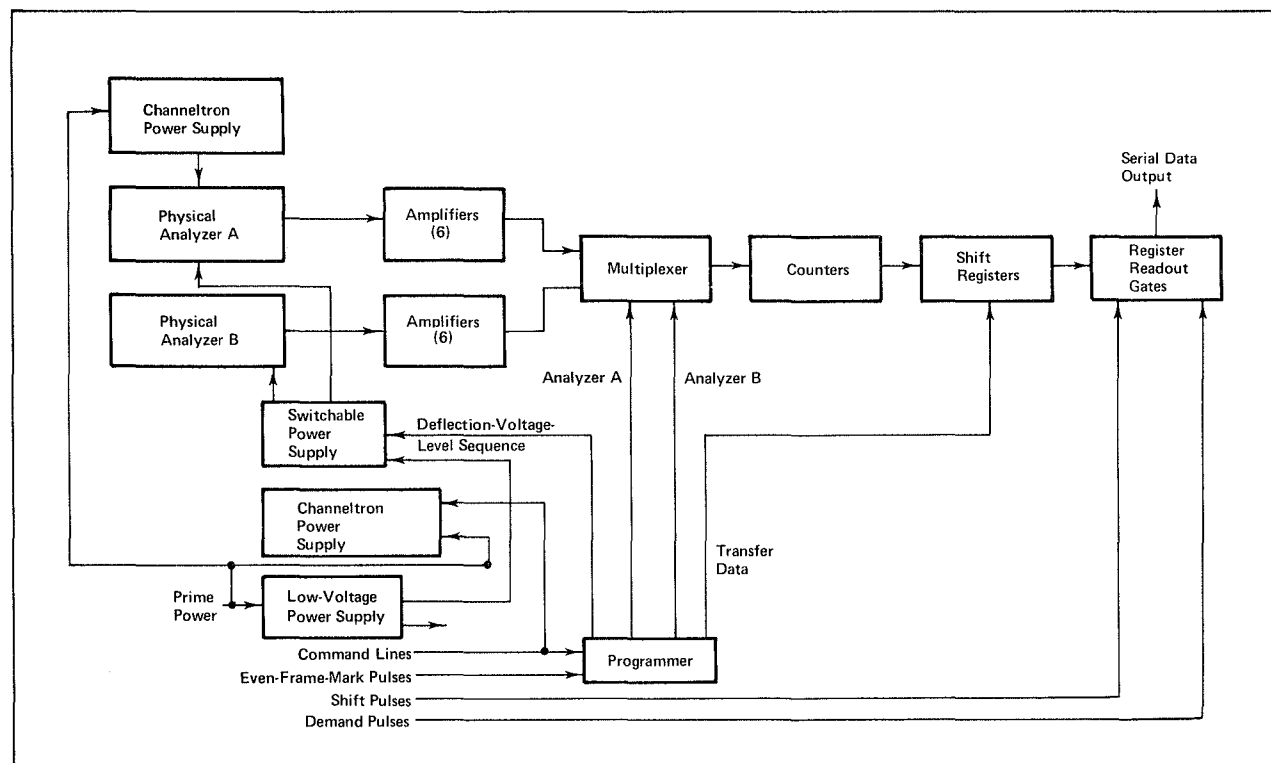 Channeltron
Power Supply
Serial Data
Output
Physical
Analyzer A
Amplifiers
(6)
Multiplexer
Counters
Shift
Registers
Register
Readout
Gates
Physical
Analyzer B
Amplifiers
(6)
Analyzer A
Analyzer B
Switchable
Power
Supply
Deflection-Voltage-
Level Sequence
Channeltron
Power
Supply
Transfer
Data
Prime
Power
Low-Voltage
Power Supply
Command Lines
Programmer
Even-Frame-Mark Pulses
Shift Pulses
Demand Pulses